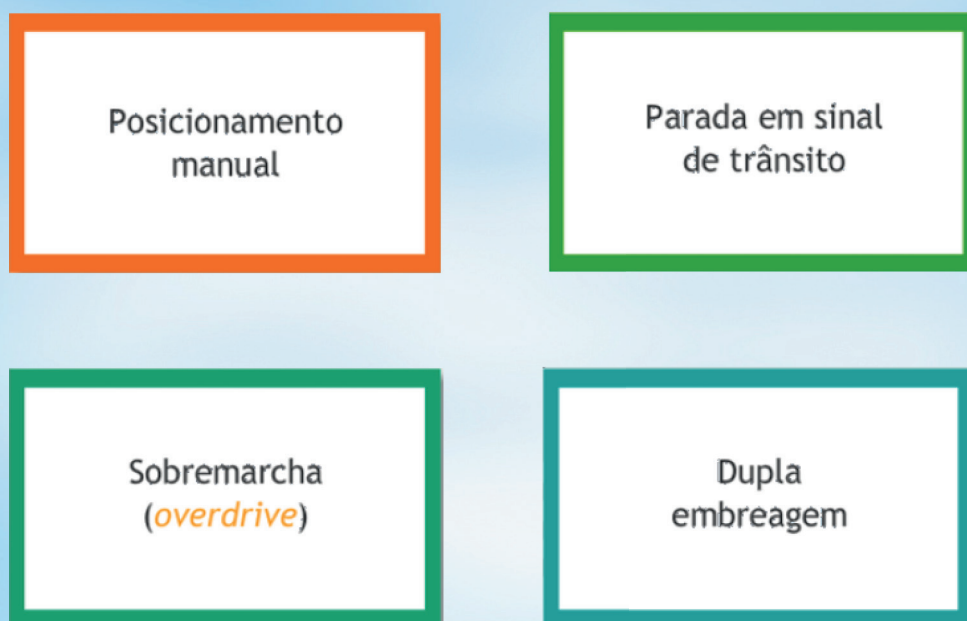 Posicionamento
manual
Parada em sinal
de trânsito
Sobremarcha
(overdrive)
Dupla
embreagem